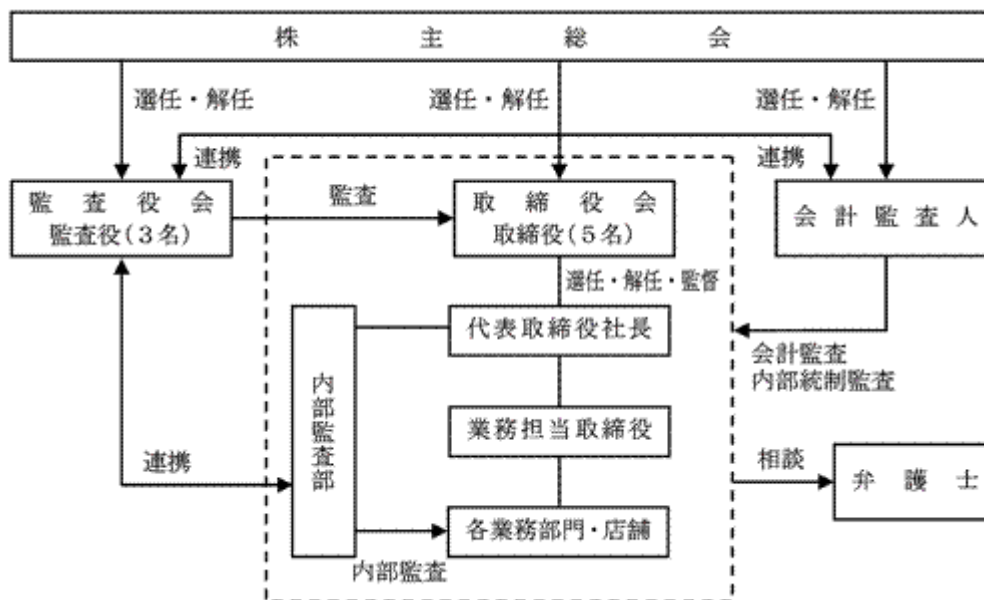 株主総会
選任・解任
選任・解任
選任・解任
連携
連携
監査役会
監査役(3名)
監査
取締役会
取締役(5名)
会計監査人
選任・解任・監督
代表取締役社長
会計監査
内部統制監査
内部監査部
業務担当取締役
連携
相談
弁護士
各業務部門・店舗
内部監査